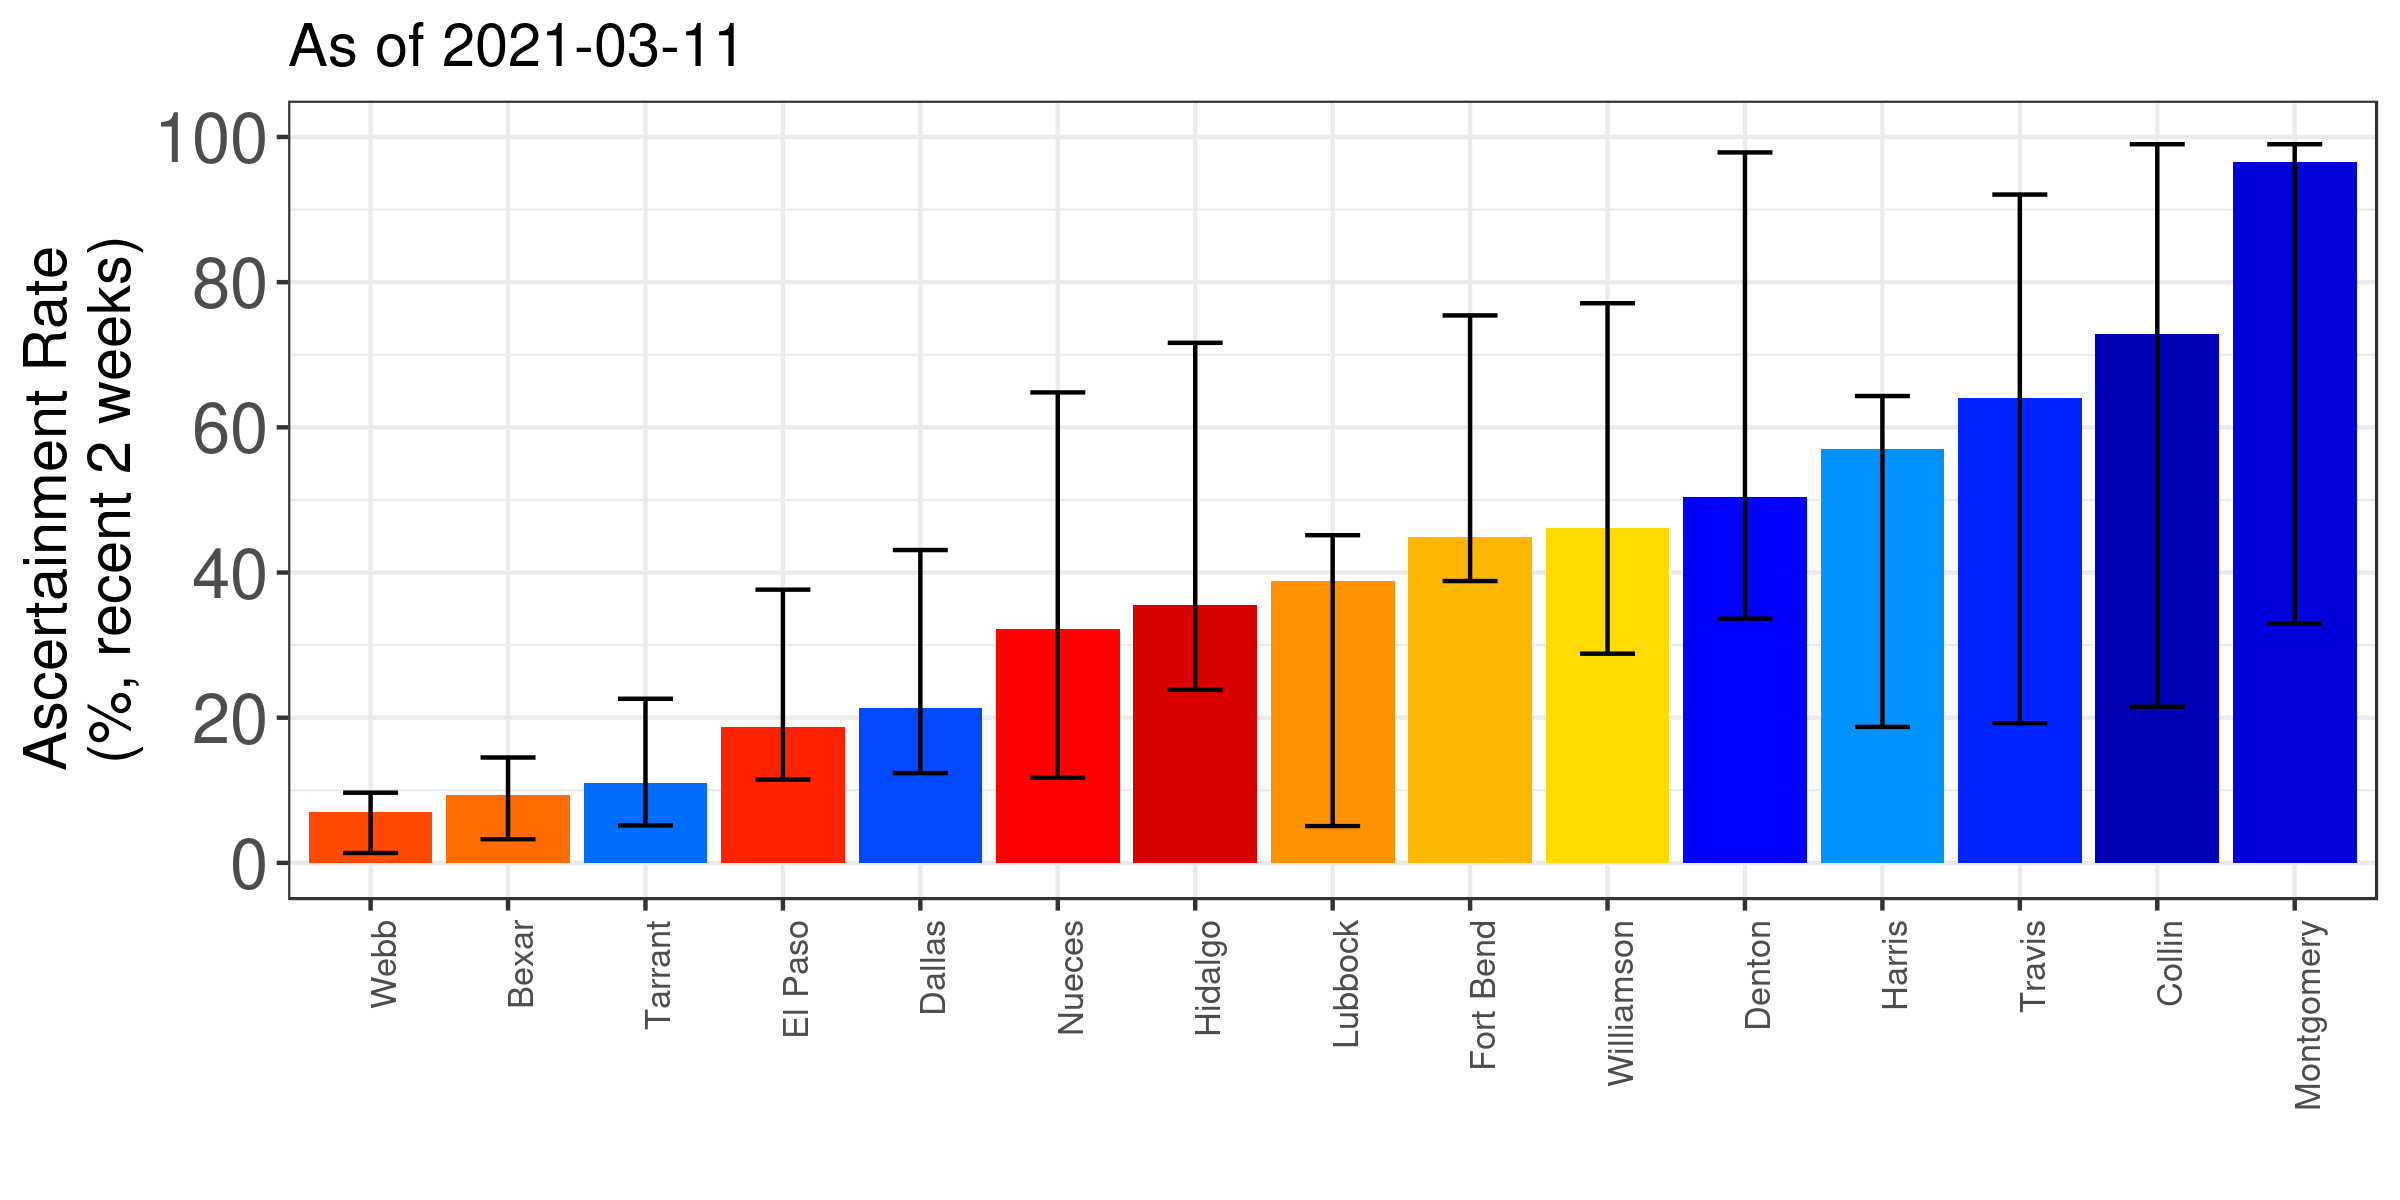 As of 2021-03-11
Ascertainment Rate
(%, recent 2 weeks)
100
80
60
40
20
0
Webb
Bexar
Tarrant
El Paso
Dallas
Nueces
Hidalgo
Lubbock
Fort Bend
Williamson
Denton
Harris
Travis
Collin
Montgomery